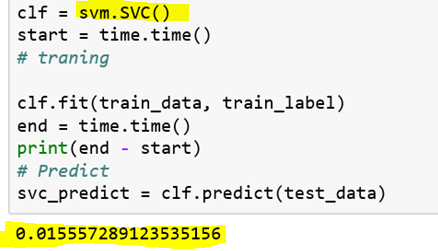 clf = svm.SVC()
start = time.time()
# traning
clf.fit(train_data, train_label)
end = time.time()
print(end - start)
# Predict
svc_predict = clf.predict(test_data)
0.015557289123535156